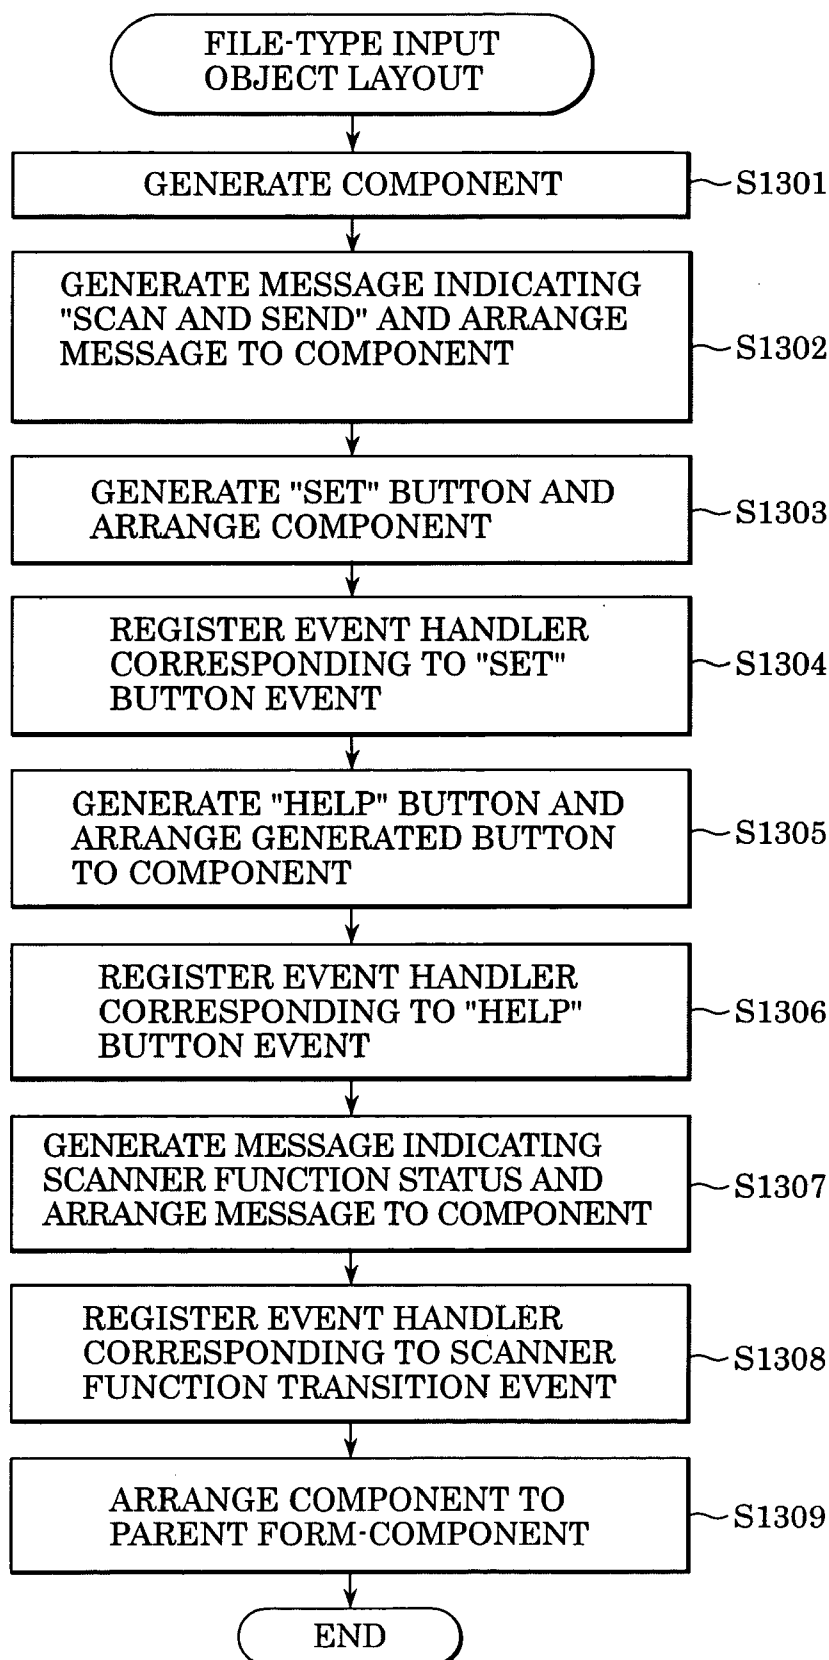 FILE-TYPE INPUT
OBJECT LAYOUT
GENERATE COMPONENT
S1301
GENERATE MESSAGE INDICATING
"SCAN AND SEND" AND ARRANGE
MESSAGE TO COMPONENT
S1302
GENERATE "SET" BUTTON AND
ARRANGE COMPONENT
S1303
REGISTER EVENT HANDLER
CORRESPONDING TO "SET"
BUTTON EVENT
S1304
GENERATE "HELP" BUTTON AND
ARRANGE GENERATED BUTTON
TO COMPONENT
S1305
REGISTER EVENT HANDLER
CORRESPONDING TO "HELP"
BUTTON EVENT
S1306
GENERATE MESSAGE INDICATING
SCANNER FUNCTION STATUS AND
ARRANGE MESSAGE TO COMPONENT
S1307
REGISTER EVENT HANDLER
CORRESPONDING TO SCANNER
FUNCTION TRANSITION EVENT
S1308
ARRANGE COMPONENT TO
PARENT FORM-COMPONENT
S1309
END